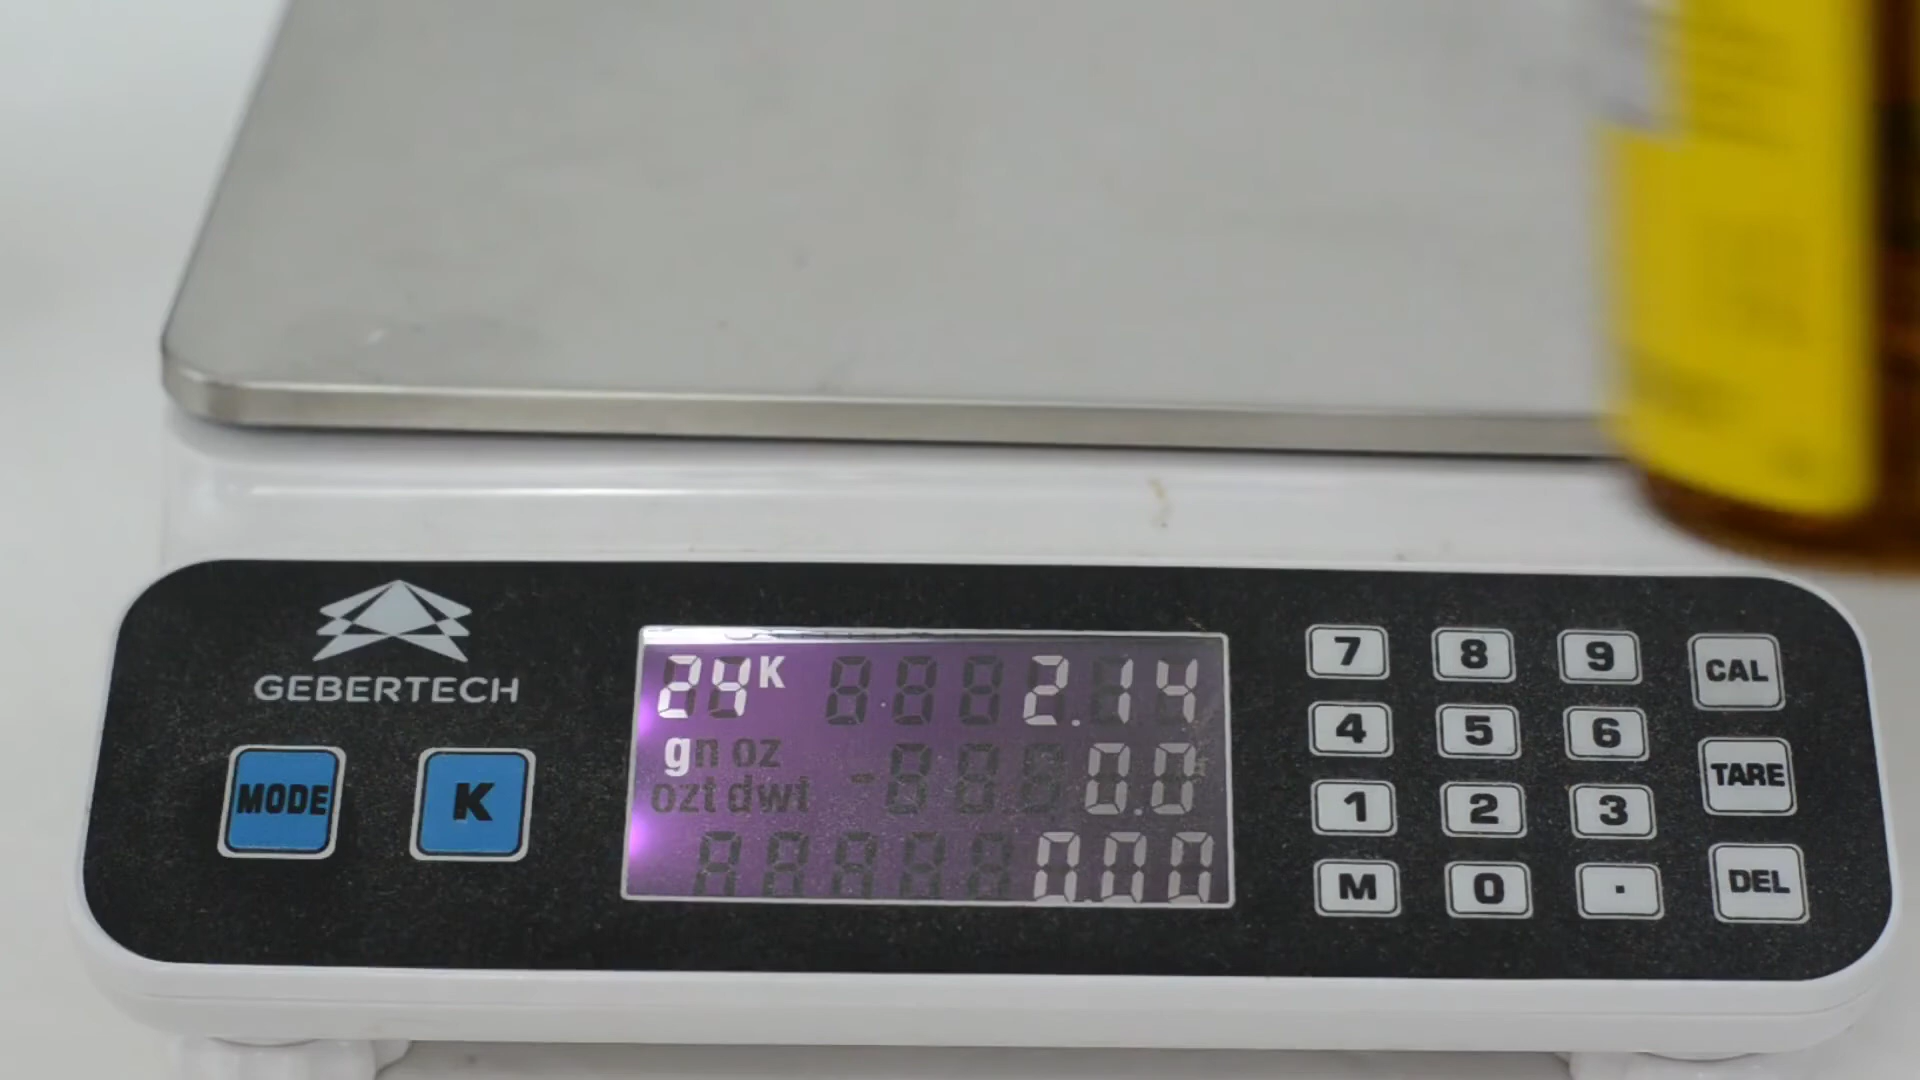 GEBERTECH
MODE
K
24K 2.14
gn oz 0.0
ozt dwt
0.00
7 8 9 CAL
4 5 6 TARE
1 2 3
M 0 . DEL